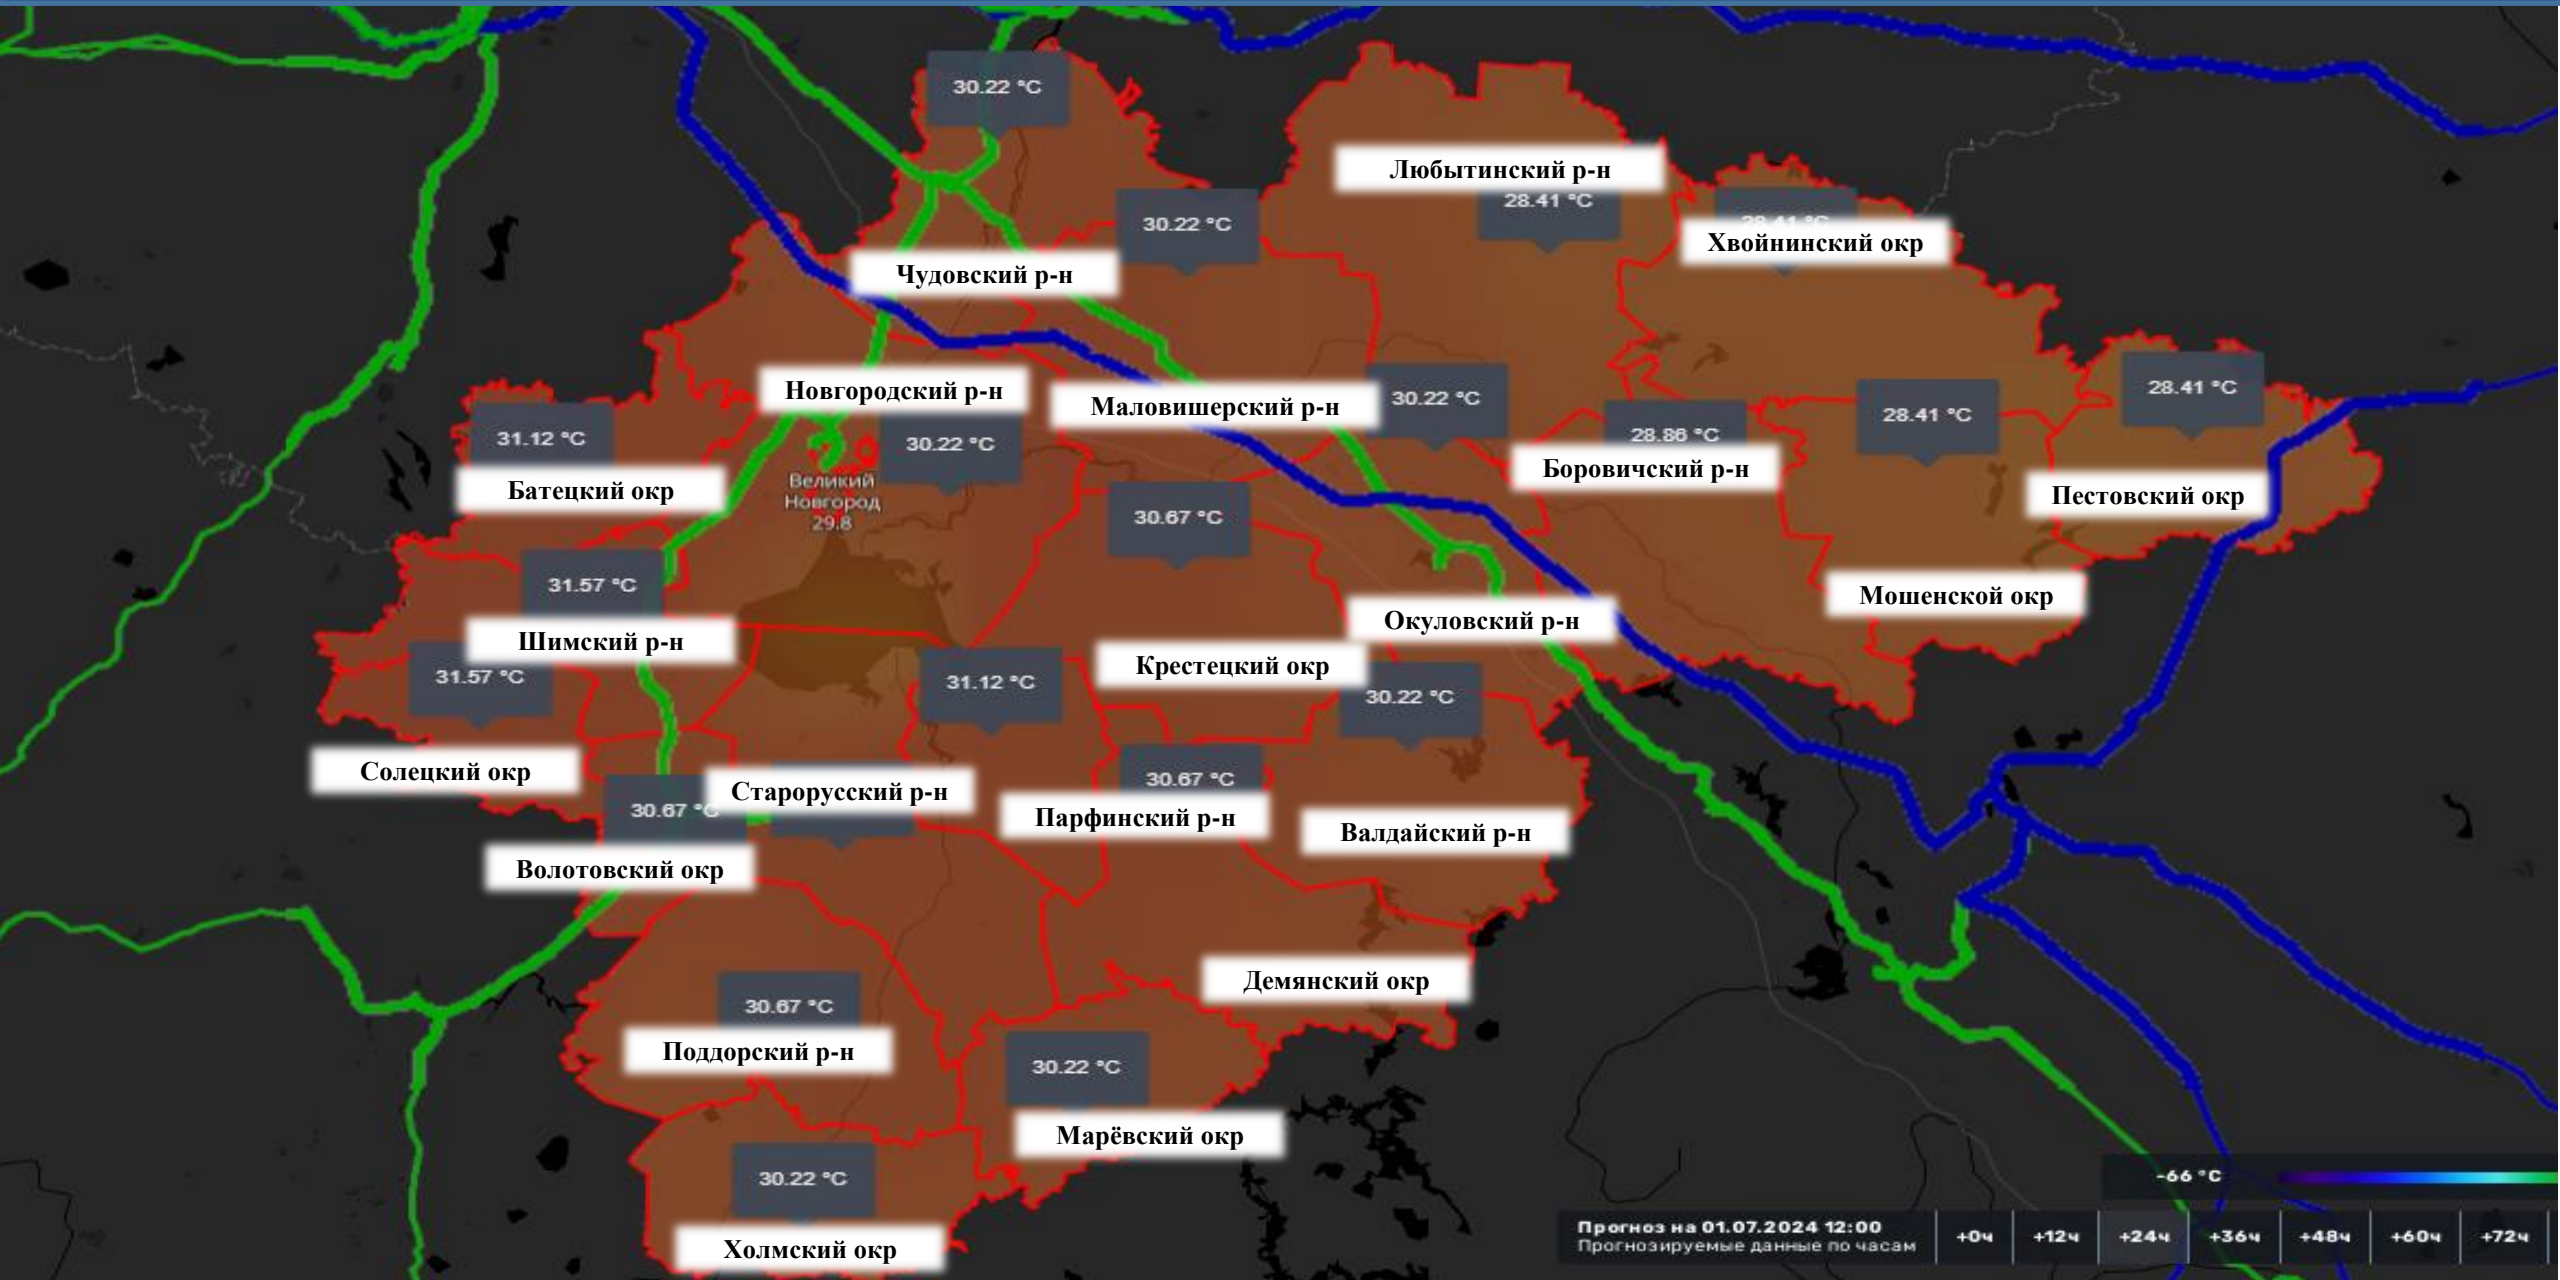 30.22 °C
Любытинский р-н
28.41 °C
30.22 °C
28.41 °C
Хвойнинский окр
Чудовский р-н
Новгородский р-н
Маловишерский р-н
30.22 °C
28.41 °C
28.41 °C
31.12 °C
30.22 °C
28.86 °C
Боровичский р-н
Батецкий окр
Великий
Новгород
29.8
30.67 °C
Пестовский окр
31.57 °C
Мошенской окр
Шимский р-н
Окуловский р-н
31.57 °C
31.12 °C
Крестецкий окр
30.22 °C
Солецкий окр
30.67 °C
Старорусский р-н
30.67 °C
Парфинский р-н
Валдайский р-н
Волотовский окр
Демянский окр
30.67 °C
Поддорский р-н
30.22 °C
Марёвский окр
30.22 °C
Холмский окр
-66 °C
Прогноз на 01.07.2024 12:00
Прогнозируемые данные по часам
+0ч +12ч +24ч +36ч +48ч +60ч +72ч